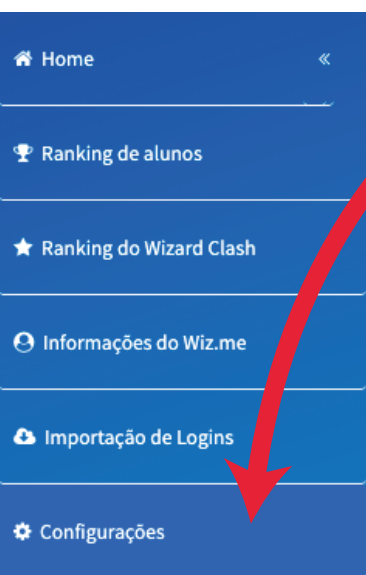 Home
Ranking de alunos
Ranking do Wizard Clash
Informações do Wiz.me
Importação de Logins
Configurações